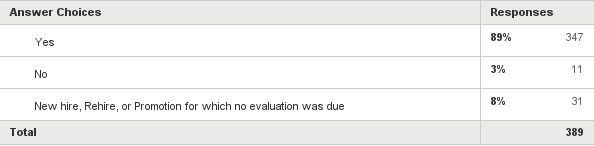 Answer Choices Responses
Yes 89% 347
No 3% 11
New hire, Rehire, or Promotion for which no evaluation was due 8% 31
Total 389